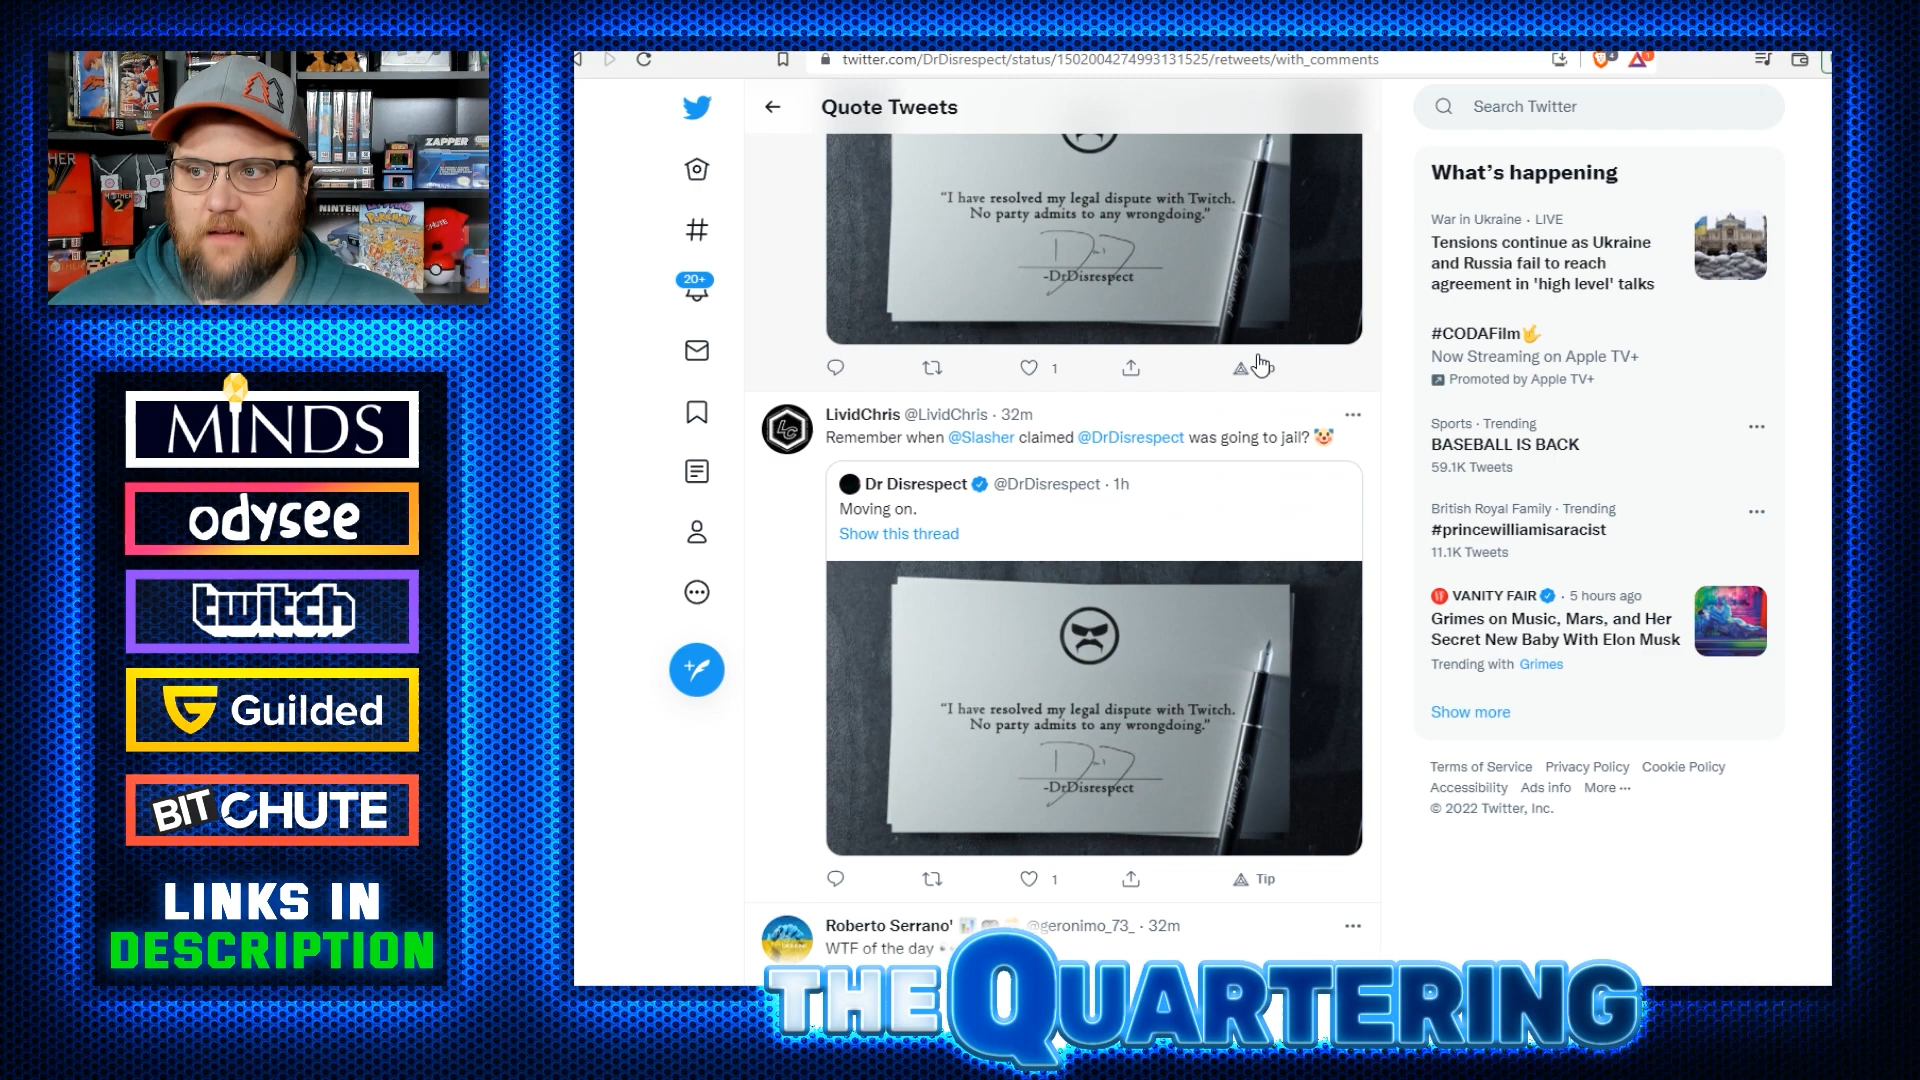 twitter.com/DrDisrespect/status/1502004274993131525/retweets/with_comments
Quote Tweets
"I have resolved my legal dispute with Twitch.
No party admits to any wrongdoing."
-DrDisrespect
1
LividChris @LividChris · 32m
Remember when @Slasher claimed @DrDisrespect was going to jail?
Dr Disrespect @DrDisrespect · 1h
Moving on.
Show this thread
"I have resolved my legal dispute with Twitch.
No party admits to any wrongdoing."
-DrDisrespect
1
Tip
Roberto Serrano' @geronimo_73_ · 32m
WTF of the day
20+
Search Twitter
What's happening
War in Ukraine · LIVE
Tensions continue as Ukraine
and Russia fail to reach
agreement in 'high level' talks
#CODAFilm
Now Streaming on Apple TV+
Promoted by Apple TV+
Sports · Trending
BASEBALL IS BACK
59.1K Tweets
British Royal Family · Trending
#princewilliamisaracist
11.1K Tweets
VANITY FAIR · 5 hours ago
Grimes on Music, Mars, and Her
Secret New Baby With Elon Musk
Trending with Grimes
Show more
Terms of Service Privacy Policy Cookie Policy
Accessibility Ads info More
© 2022 Twitter, Inc.
ZAPPER
NINTEN
MOTHER
2
POKéMON
MINDS
odysee
twitch
Guilded
BITCHUTE
LINKS IN
DESCRIPTION
THE QUARTERING